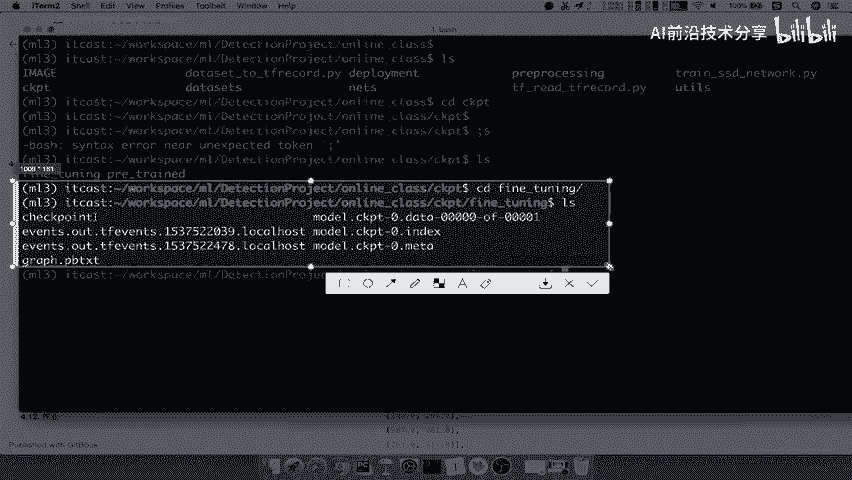 iTerm2 Shell Edit View Profiles Toolbelt Window Help
100%
1. bash
AI前沿技术分享 bilibili
(ml3) itcast:~/workspace/ml/DetectionProject/online_class$
(ml3) itcast:~/workspace/ml/DetectionProject/online_class$ ls
IMAGE dataset_to_tfrecord.py deployment preprocessing train_ssd_network.py
ckpt datasets nets tf_read_tfrecord.py utils
(ml3) itcast:~/workspace/ml/DetectionProject/online_class$ cd ckpt
(ml3) itcast:~/workspace/ml/DetectionProject/online_class/ckpt$
(ml3) itcast:~/workspace/ml/DetectionProject/online_class/ckpt$ ;s
-bash: syntax error near unexpected token `;'
(ml3) itcast:~/workspace/ml/DetectionProject/online_class/ckpt$ ls
fine_tuning pre_trained
(ml3) itcast:~/workspace/ml/DetectionProject/online_class/ckpt$ cd fine_tuning/
(ml3) itcast:~/workspace/ml/DetectionProject/online_class/ckpt/fine_tuning$ ls
checkpoint model.ckpt-0.data-00000-of-00001
events.out.tfevents.1537522039.localhost model.ckpt-0.index
events.out.tfevents.1537522478.localhost model.ckpt-0.meta
graph.pbtxt
(ml3) itcast:~/workspace/ml/DetectionProject
Published with GitBook